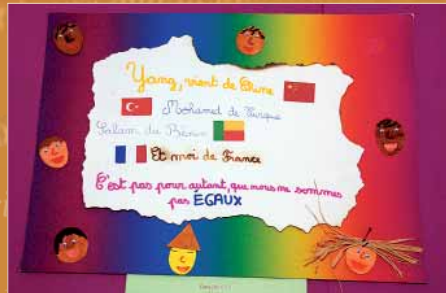 Yang, vient de Chine
Mohamed de Turquie
Salam du Bénin
Et moi de France
C'est pas pour autant, que nous ne sommes
pas ÉGAUX